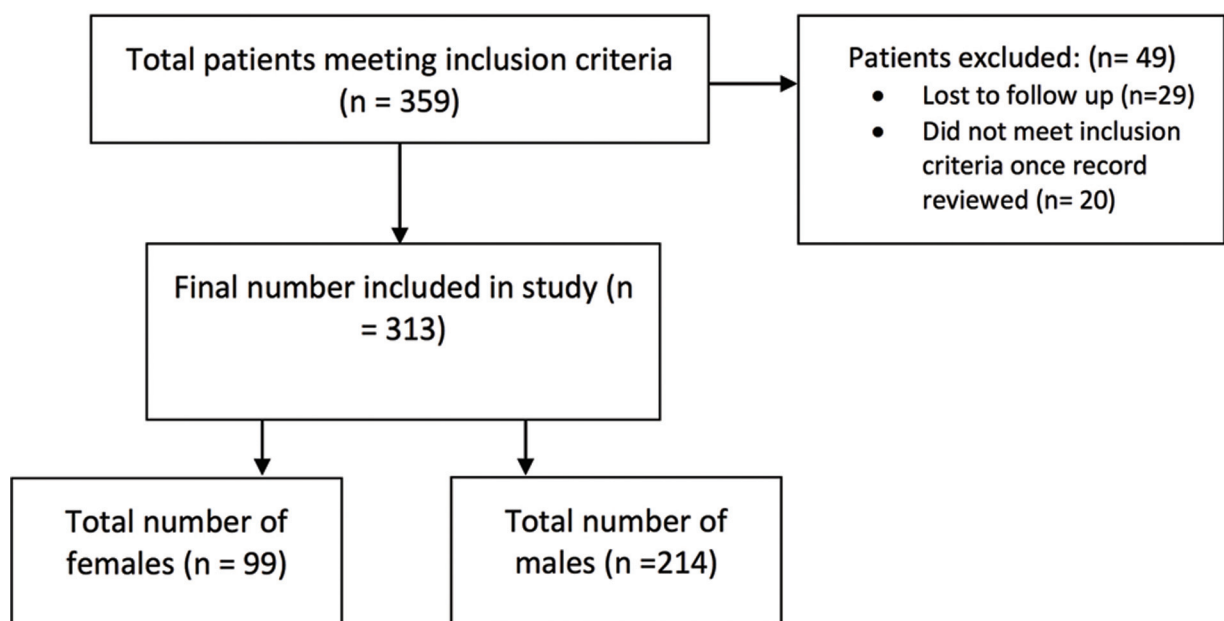 Total patients meeting inclusion criteria
(n = 359)
Patients excluded: (n= 49)
• Lost to follow up (n=29)
• Did not meet inclusion
criteria once record
reviewed (n= 20)
Final number included in study (n
= 313)
Total number of
females (n = 99)
Total number of
males (n =214)